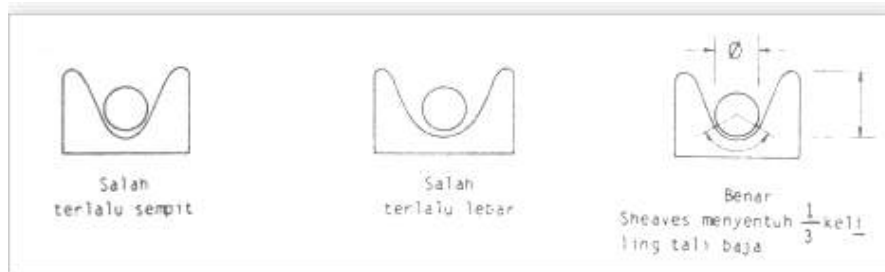 Ø
Salah
terlalu sempit
Salah
terlalu lebar
Benar
Sheaves menyentuh 1/3 keli
ling tali baja